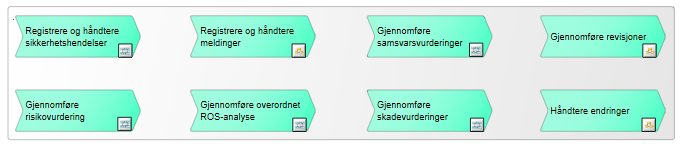 Registrere og håndtere
sikkerhetshendelser
Registrere og håndtere
meldinger
Gjennomføre
samsvarsvurderinger
Gjennomføre revisjoner
Gjennomføre
risikovurdering
Gjennomføre overordnet
ROS-analyse
Gjennomføre
skadevurderinger
Håndtere endringer